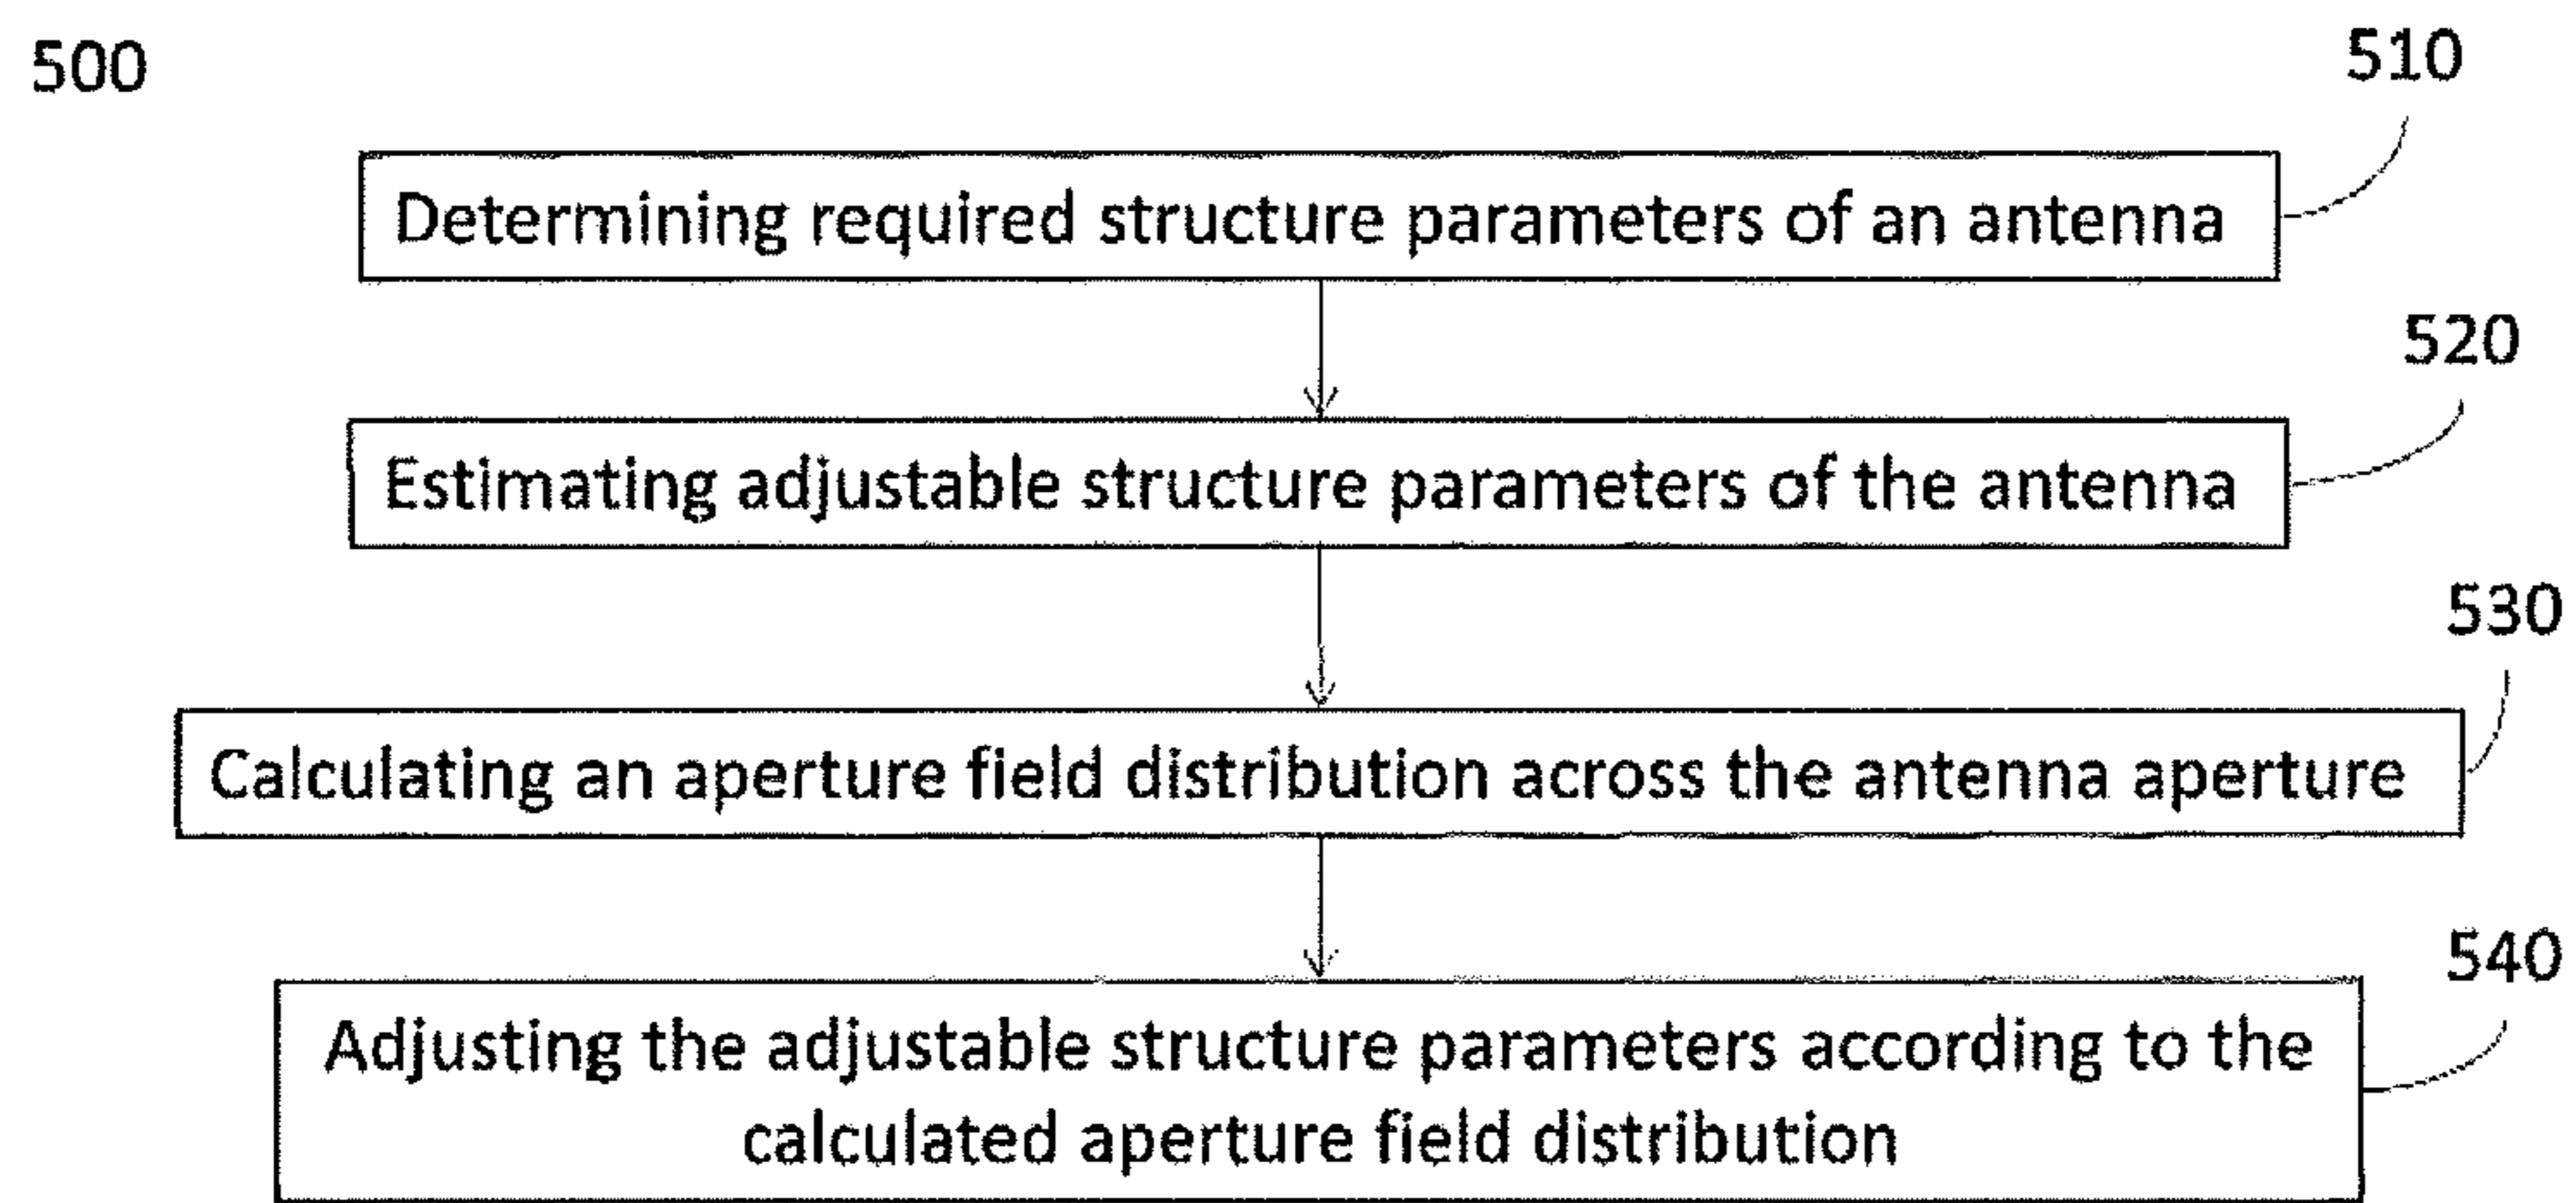 500
510
Determining required structure parameters of an antenna
520
Estimating adjustable structure parameters of the antenna
530
Calculating an aperture field distribution across the antenna aperture
540
Adjusting the adjustable structure parameters according to the
calculated aperture field distribution